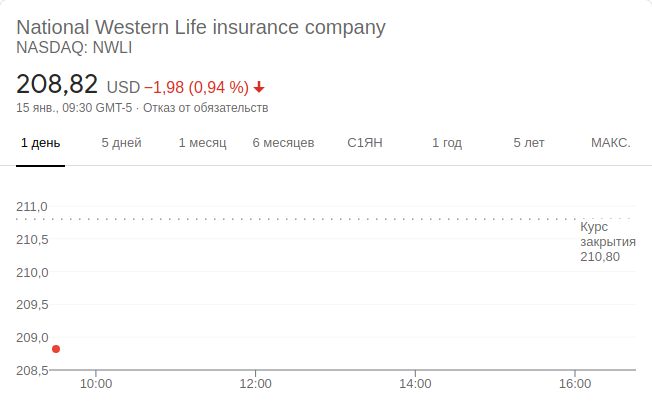 National Western Life insurance company
NASDAQ: NWLI
208,82 USD −1,98 (0,94 %)
15 янв., 09:30 GMT-5 · Отказ от обязательств
1 день 5 дней 1 месяц 6 месяцев С1ЯН 1 год 5 лет МАКС.
211,0
Курс
210,5 закрытия
210,80
210,0
209,5
209,0
208,5
10:00 12:00 14:00 16:00